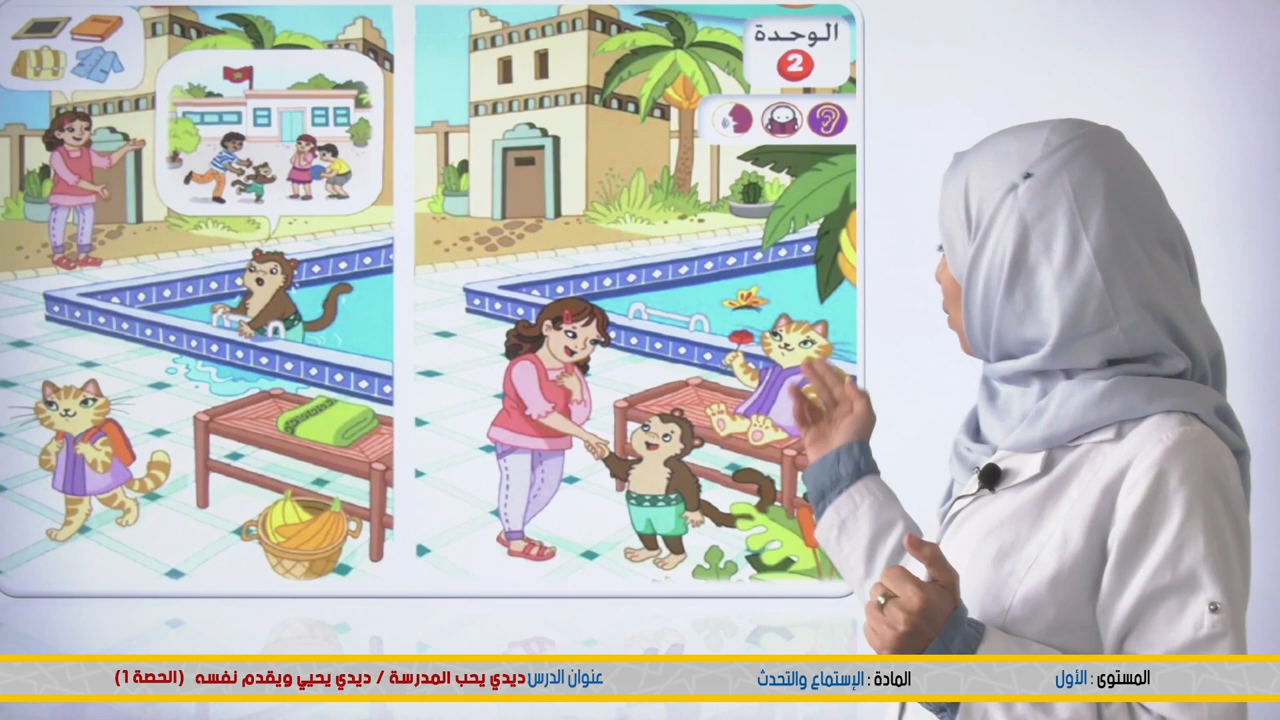 الوحدة
2
المستوى : الأول
المادة : الإستماع والتحدث
عنوان الدرس ديدي يحب المدرسة / ديدي يحيي ويقدم نفسه (الحصة 1)